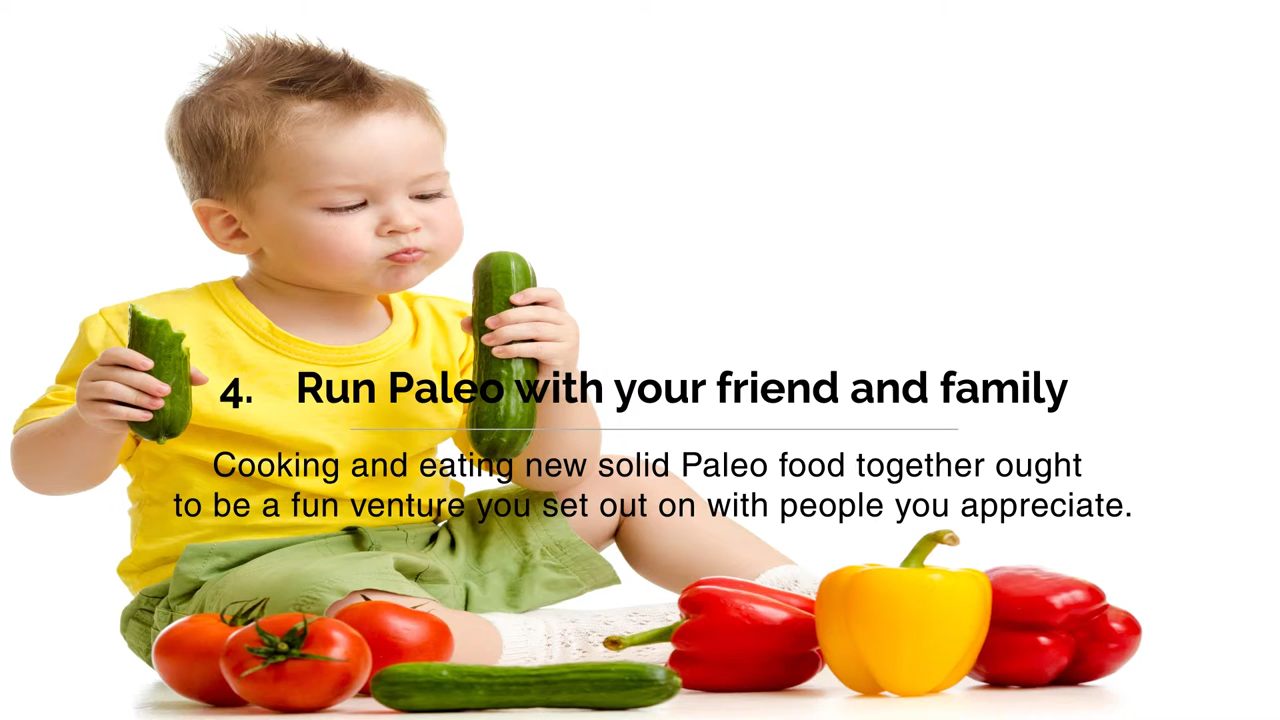 4. Run Paleo with your friend and family
Cooking and eating new solid Paleo food together ought
to be a fun venture you set out on with people you appreciate.